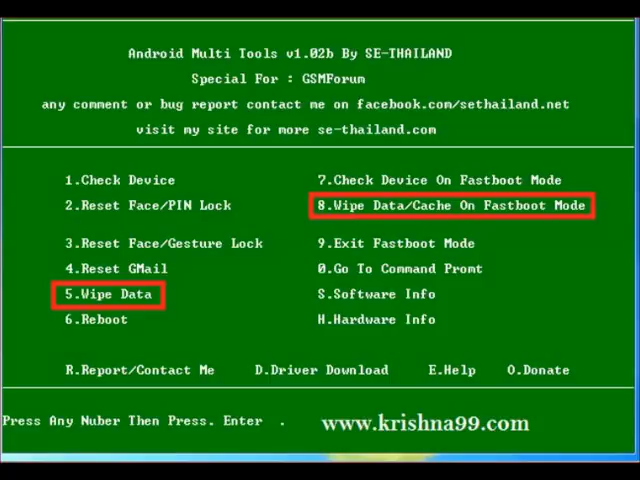 Android Multi Tools v1.02b By SE-THAILAND
Special For : GSMForum
any comment or bug report contact me on facebook.com/sethailand.net
visit my site for more se-thailand.com
1.Check Device 7.Check Device On Fastboot Mode
2.Reset Face/PIN Lock 8.Wipe Data/Cache On Fastboot Mode
3.Reset Face/Gesture Lock 9.Exit Fastboot Mode
4.Reset GMail 0.Go To Command Promt
5.Wipe Data S.Software Info
6.Reboot H.Hardware Info
R.Report/Contact Me D.Driver Download E.Help O.Donate
Press Any Nuber Then Press. Enter .
www.krishna99.com